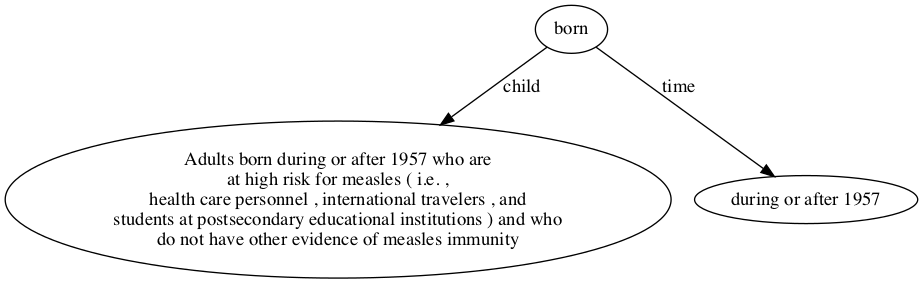 born
child
time
Adults born during or after 1957 who are
at high risk for measles ( i.e. ,
health care personnel , international travelers , and
students at postsecondary educational institutions ) and who
do not have other evidence of measles immunity
during or after 1957